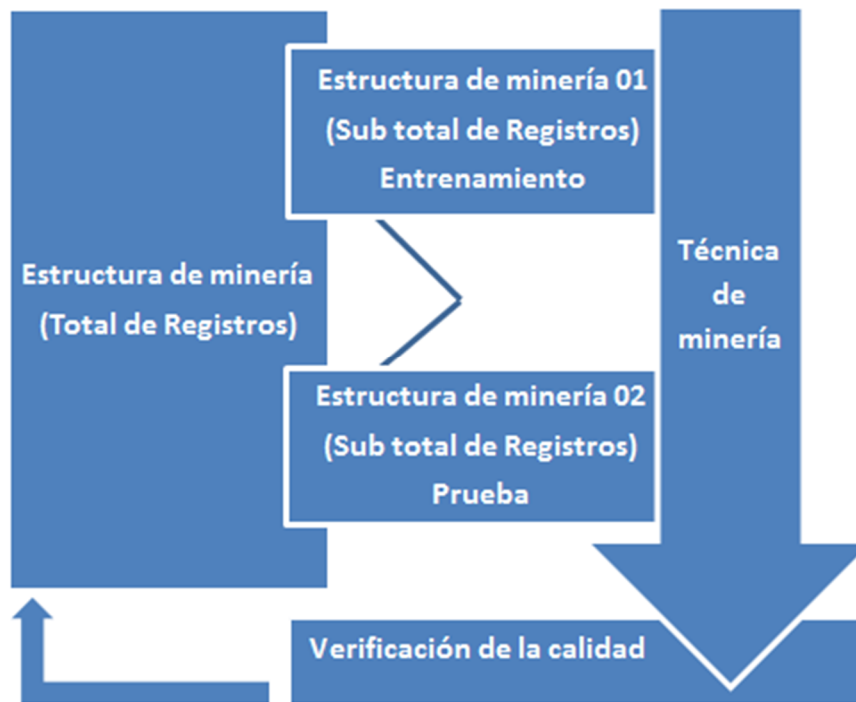 Estructura de minería
(Total de Registros)
Estructura de minería 01
(Sub total de Registros)
Entrenamiento
Estructura de minería 02
(Sub total de Registros)
Prueba
Técnica
de
minería
Verificación de la calidad